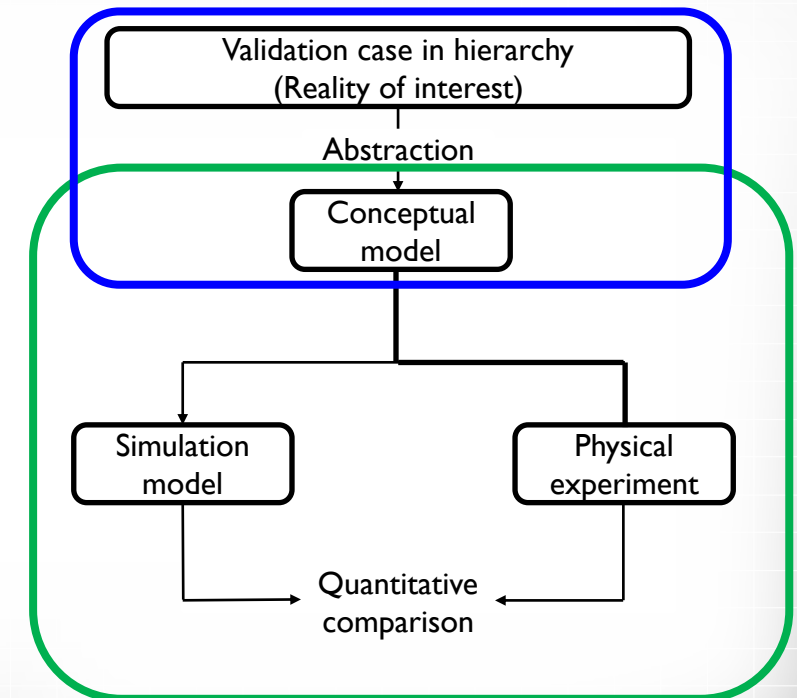 Validation case in hierarchy
(Reality of interest)
Abstraction
Conceptual
model
Simulation
model
Physical
experiment
Quantitative
comparison